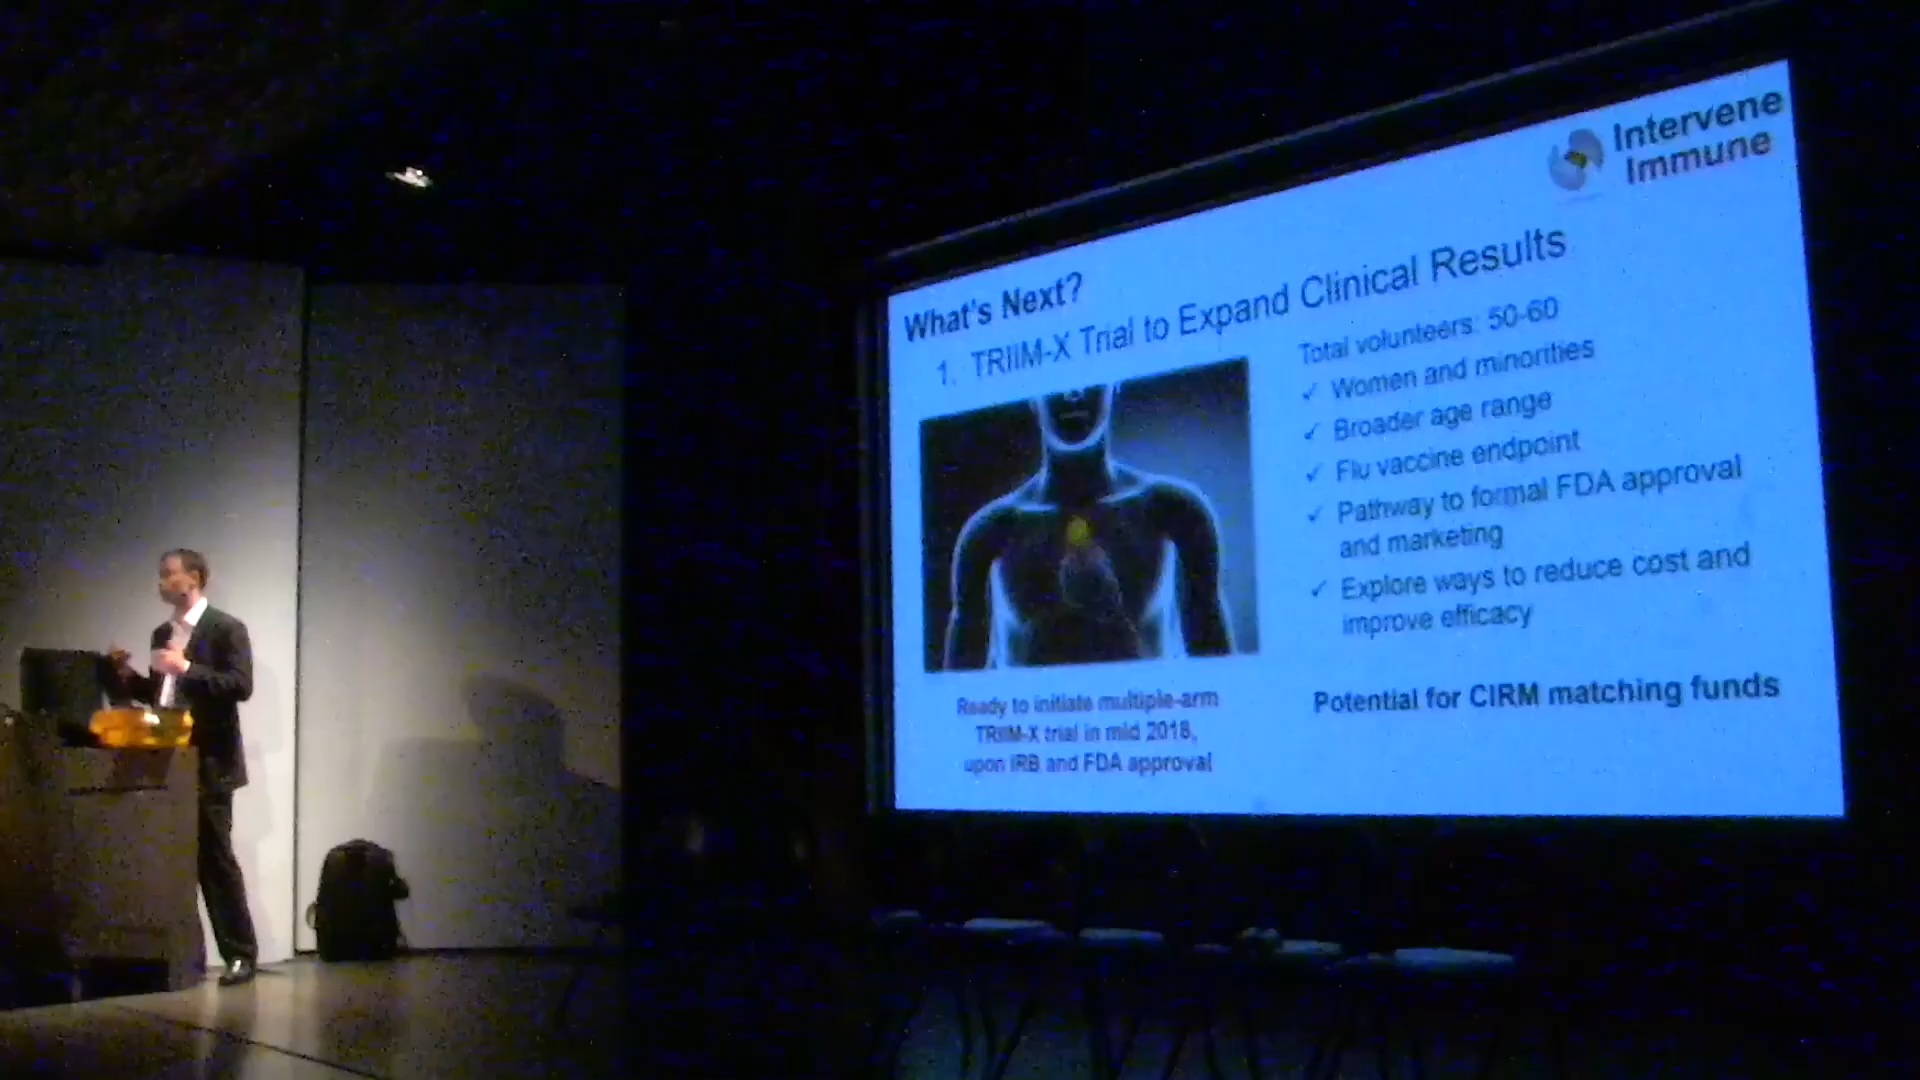 Intervene
Immune
What's Next?
1. TRIIM-X Trial to Expand Clinical Results
Total volunteers: 50-60
✓ Women and minorities
✓ Broader age range
✓ Flu vaccine endpoint
✓ Pathway to formal FDA approval
and marketing
✓ Explore ways to reduce cost and
improve efficacy
Ready to initiate multiple-arm
TRIIM-X trial in mid 2018,
upon IRB and FDA approval
Potential for CIRM matching funds